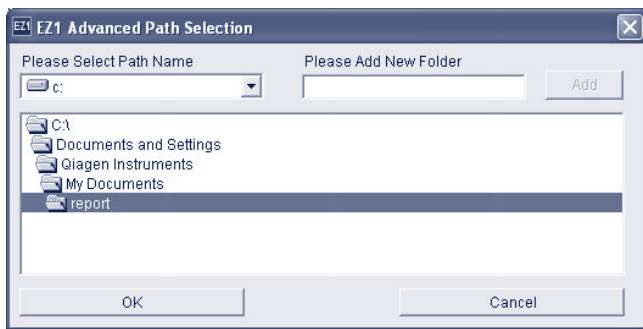 EZ1 EZ1 Advanced Path Selection
Please Select Path Name Please Add New Folder
c: Add
C:\
Documents and Settings
Qiagen Instruments
My Documents
report
OK Cancel